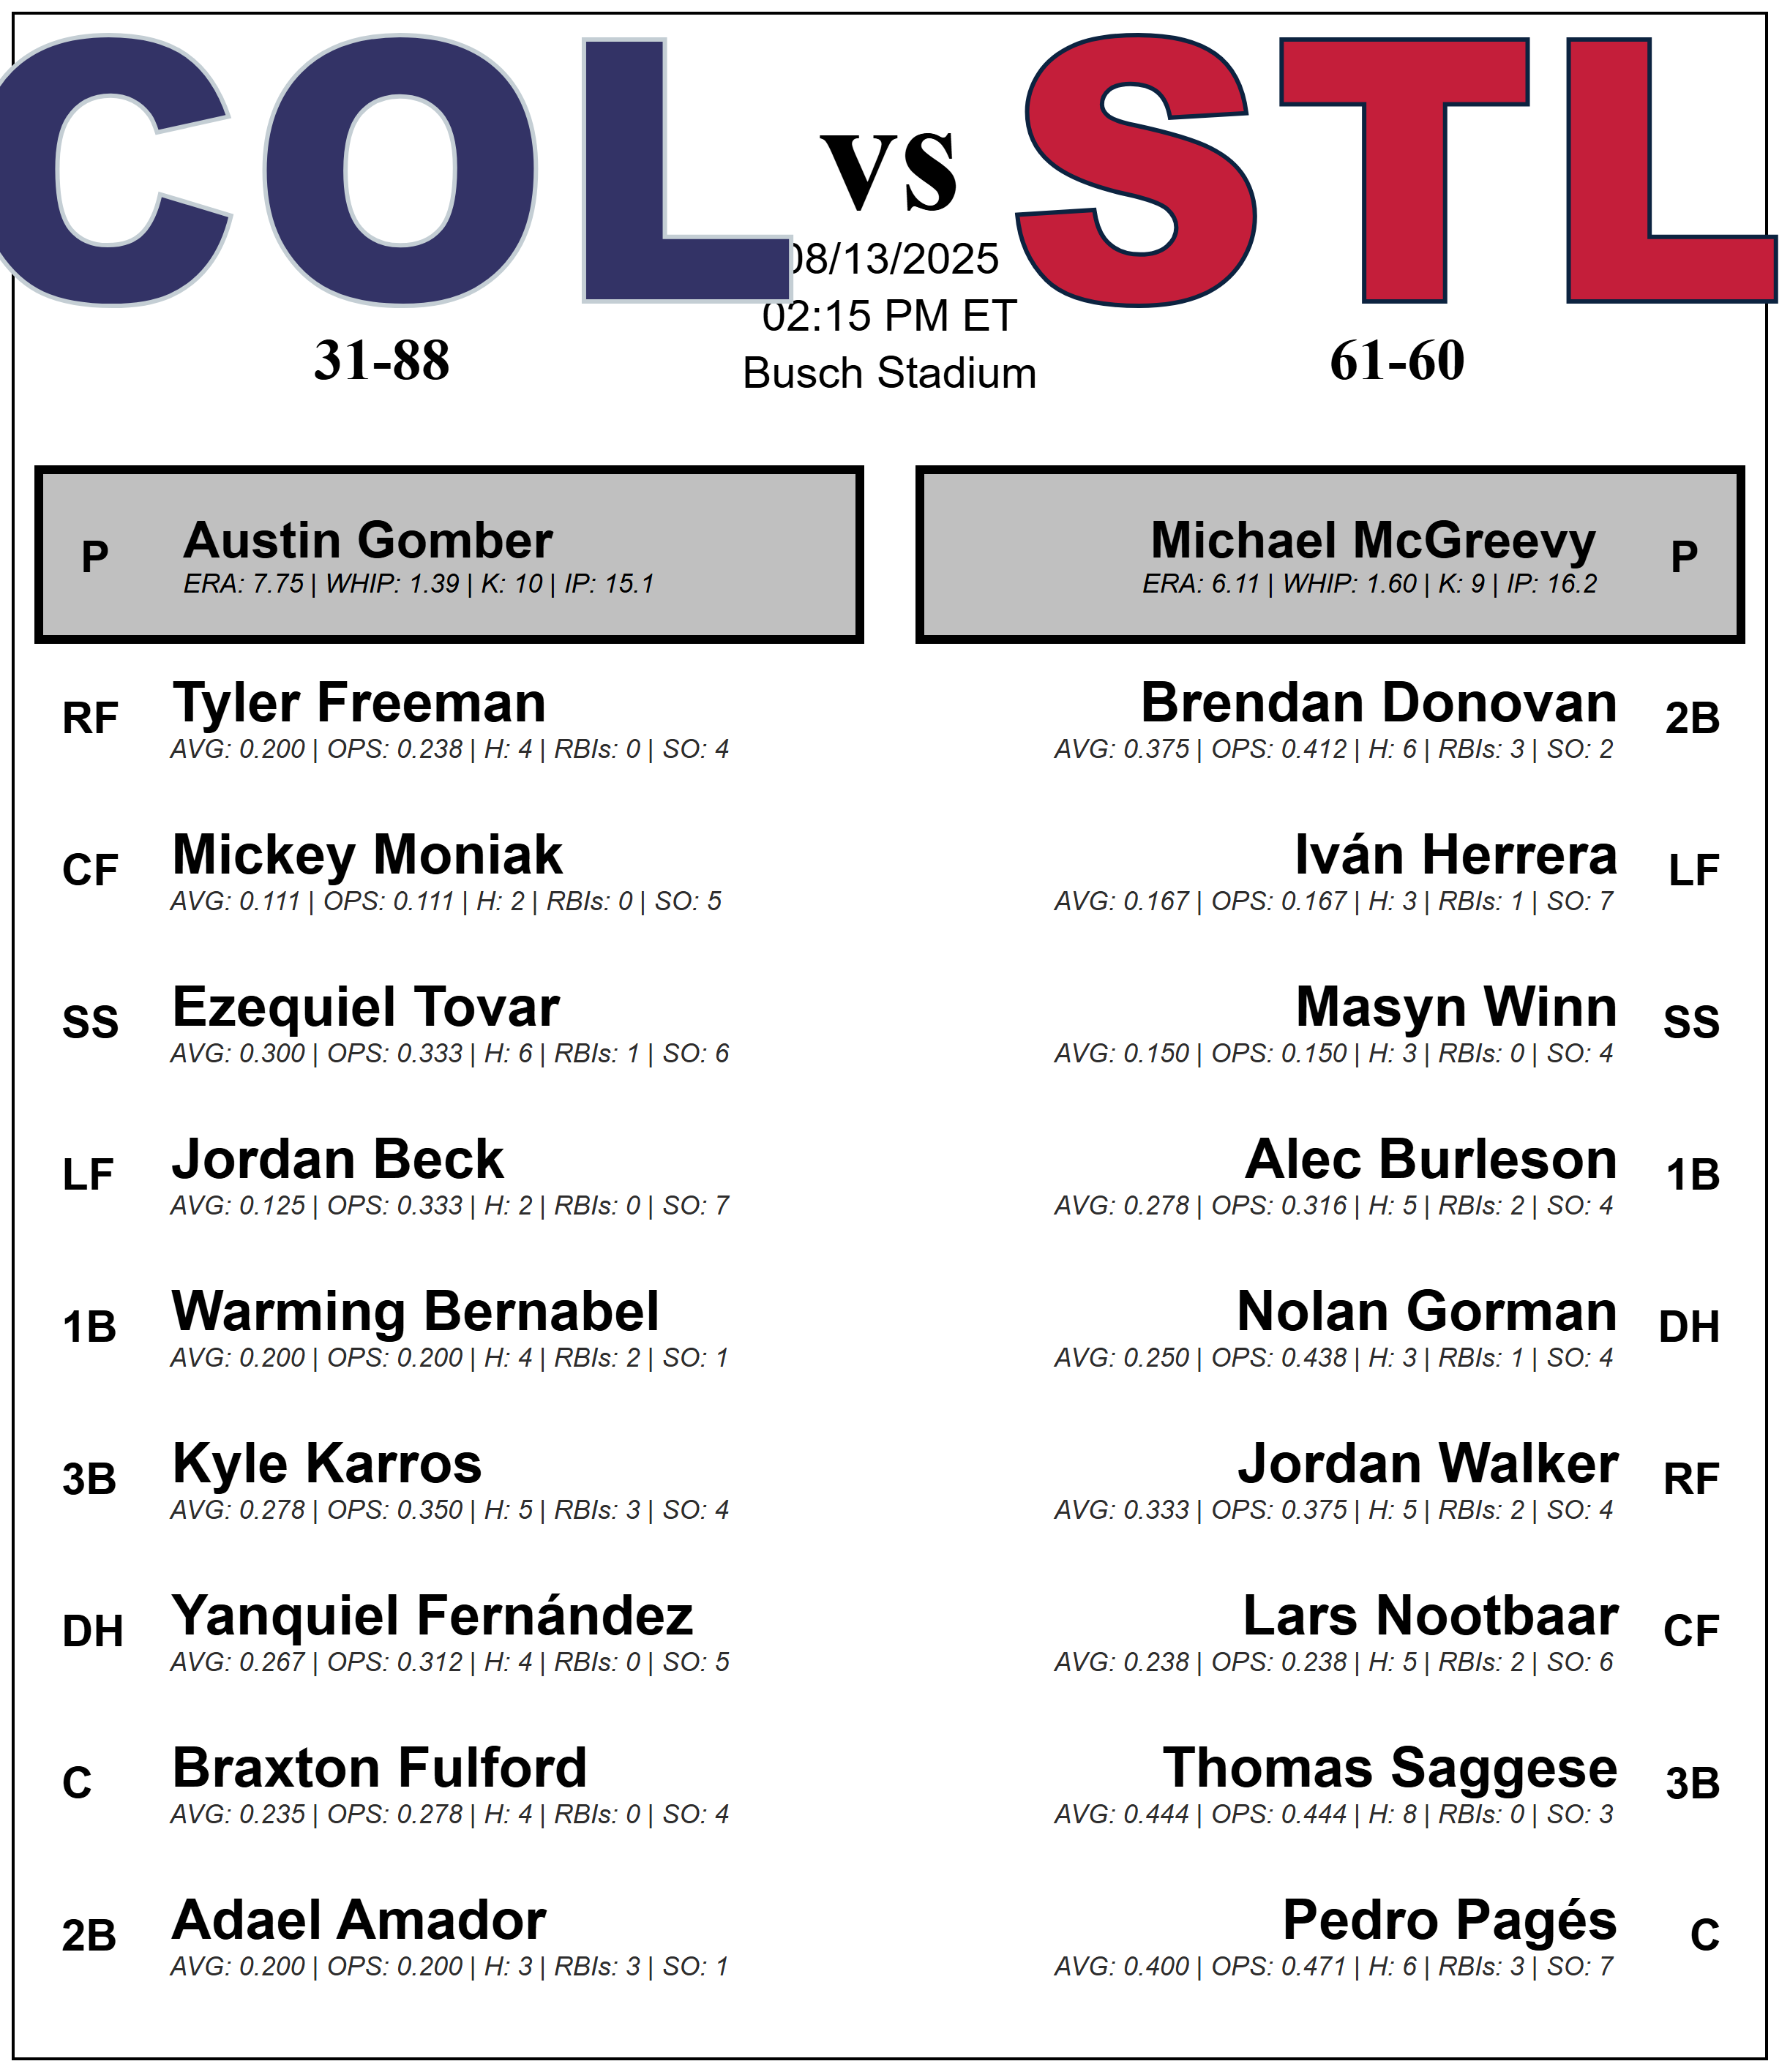 COL vs STL
08/13/2025
02:15 PM ET
Busch Stadium
31-88
61-60
P Austin Gomber
ERA: 7.75 | WHIP: 1.39 | K: 10 | IP: 15.1
Michael McGreevy P
ERA: 6.11 | WHIP: 1.60 | K: 9 | IP: 16.2
RF Tyler Freeman
AVG: 0.200 | OPS: 0.238 | H: 4 | RBIs: 0 | SO: 4
Brendan Donovan 2B
AVG: 0.375 | OPS: 0.412 | H: 6 | RBIs: 3 | SO: 2
CF Mickey Moniak
AVG: 0.111 | OPS: 0.111 | H: 2 | RBIs: 0 | SO: 5
Iván Herrera LF
AVG: 0.167 | OPS: 0.167 | H: 3 | RBIs: 1 | SO: 7
SS Ezequiel Tovar
AVG: 0.300 | OPS: 0.333 | H: 6 | RBIs: 1 | SO: 6
Masyn Winn SS
AVG: 0.150 | OPS: 0.150 | H: 3 | RBIs: 0 | SO: 4
LF Jordan Beck
AVG: 0.125 | OPS: 0.333 | H: 2 | RBIs: 0 | SO: 7
Alec Burleson 1B
AVG: 0.278 | OPS: 0.316 | H: 5 | RBIs: 2 | SO: 4
1B Warming Bernabel
AVG: 0.200 | OPS: 0.200 | H: 4 | RBIs: 2 | SO: 1
Nolan Gorman DH
AVG: 0.250 | OPS: 0.438 | H: 3 | RBIs: 1 | SO: 4
3B Kyle Karros
AVG: 0.278 | OPS: 0.350 | H: 5 | RBIs: 3 | SO: 4
Jordan Walker RF
AVG: 0.333 | OPS: 0.375 | H: 5 | RBIs: 2 | SO: 4
DH Yanquiel Fernández
AVG: 0.267 | OPS: 0.312 | H: 4 | RBIs: 0 | SO: 5
Lars Nootbaar CF
AVG: 0.238 | OPS: 0.238 | H: 5 | RBIs: 2 | SO: 6
C Braxton Fulford
AVG: 0.235 | OPS: 0.278 | H: 4 | RBIs: 0 | SO: 4
Thomas Saggese 3B
AVG: 0.444 | OPS: 0.444 | H: 8 | RBIs: 0 | SO: 3
2B Adael Amador
AVG: 0.200 | OPS: 0.200 | H: 3 | RBIs: 3 | SO: 1
Pedro Pagés C
AVG: 0.400 | OPS: 0.471 | H: 6 | RBIs: 3 | SO: 7